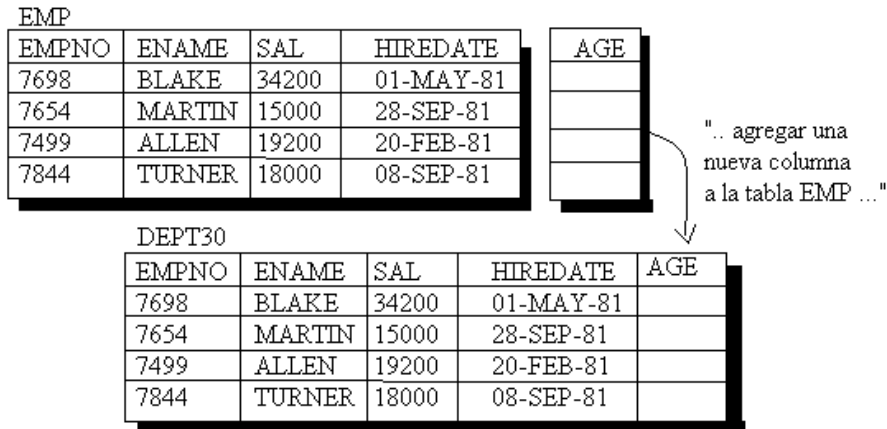 EMP
EMPNO ENAME SAL HIREDATE AGE
7698 BLAKE 34200 01-MAY-81
7654 MARTIN 15000 28-SEP-81
7499 ALLEN 19200 20-FEB-81
7844 TURNER 18000 08-SEP-81
".. agregar una
nueva columna
a la tabla EMP ..."
DEPT30
EMPNO ENAME SAL HIREDATE AGE
7698 BLAKE 34200 01-MAY-81
7654 MARTIN 15000 28-SEP-81
7499 ALLEN 19200 20-FEB-81
7844 TURNER 18000 08-SEP-81